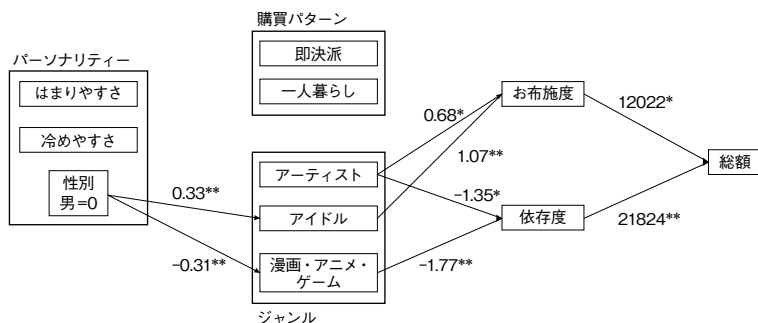 購買パターン
即決派
一人暮らし
パーソナリティー
はまりやすさ
冷めやすさ
性別
男=0
0.33**
-0.31**
アーティスト
アイドル
漫画・アニメ・
ゲーム
ジャンル
0.68*
1.07**
-1.35*
-1.77**
お布施度
依存度
12022*
21824**
総額